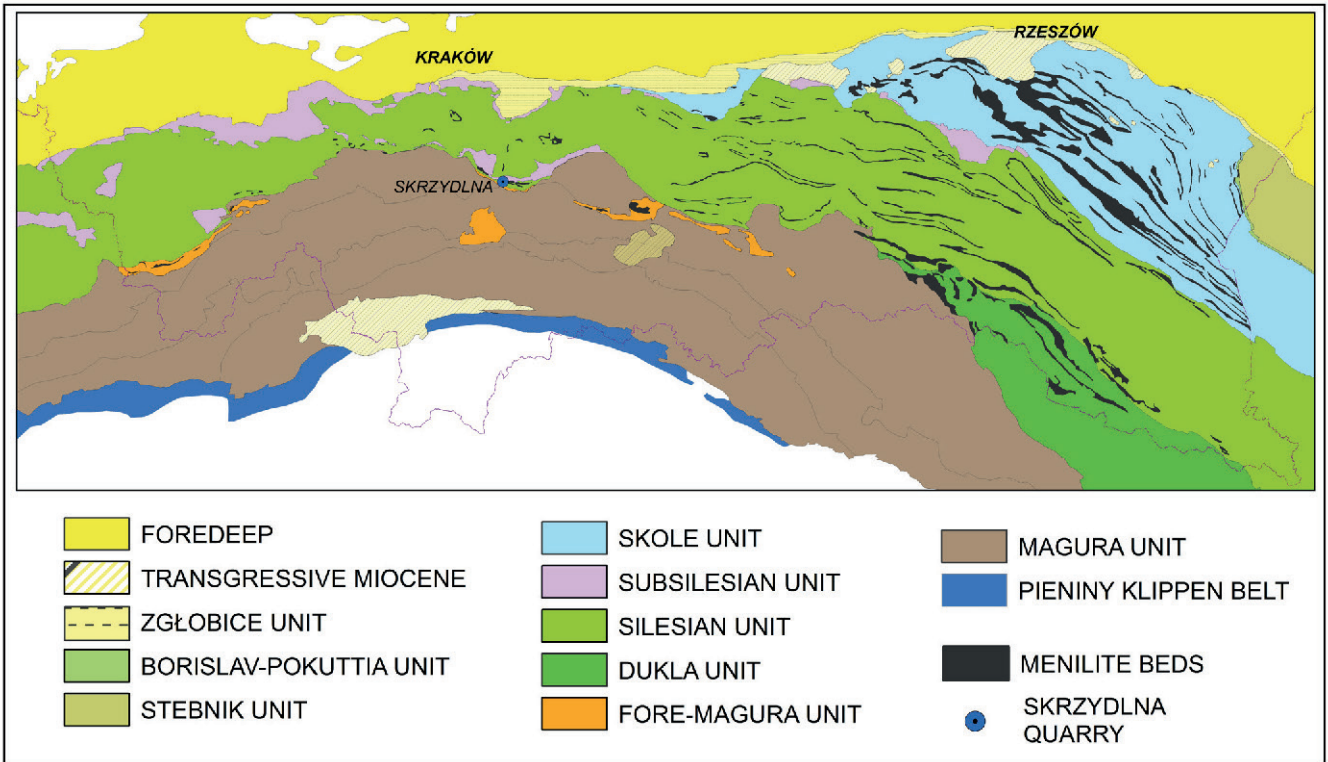 KRAKÓW
RZESZÓW
SKRZYDLNA
FOREDEEP
TRANSGRESSIVE MIOCENE
ZGŁOBICE UNIT
BORISLAV-POKUTTIA UNIT
STEBNIK UNIT
SKOLE UNIT
SUBSILESIAN UNIT
SILESIAN UNIT
DUKLA UNIT
FORE-MAGURA UNIT
MAGURA UNIT
PIENINY KLIPPEN BELT
MENILITE BEDS
SKRZYDLNA
QUARRY